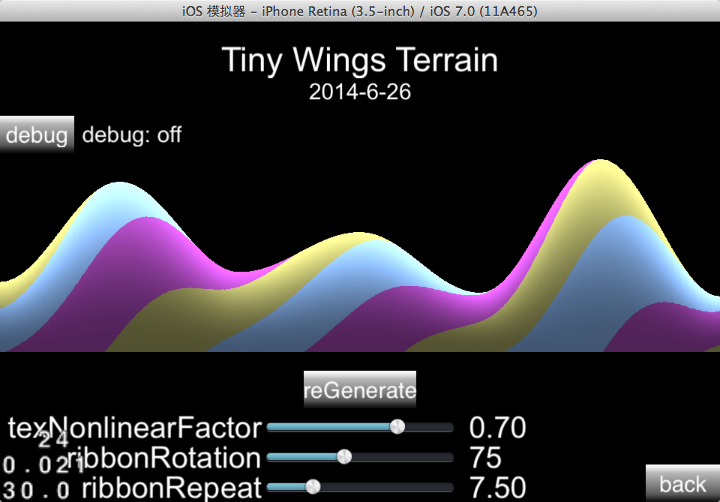 iOS 模拟器 - iPhone Retina (3.5-inch) / iOS 7.0 (11A465)
Tiny Wings Terrain
2014-6-26
debug debug: off
reGenerate
texNonlinearFactor 0.70
24
ribbonRotation 75
0.021
ribbonRepeat 7.50
30.0
back